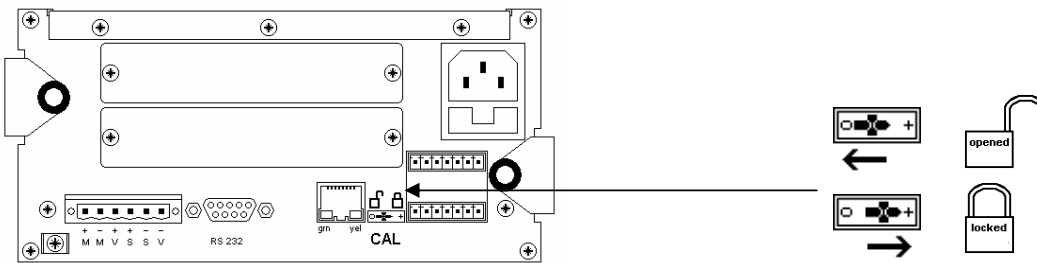 + − + + − −
M M V S S V
RS 232
grn yel
CAL
+
opened
+
locked